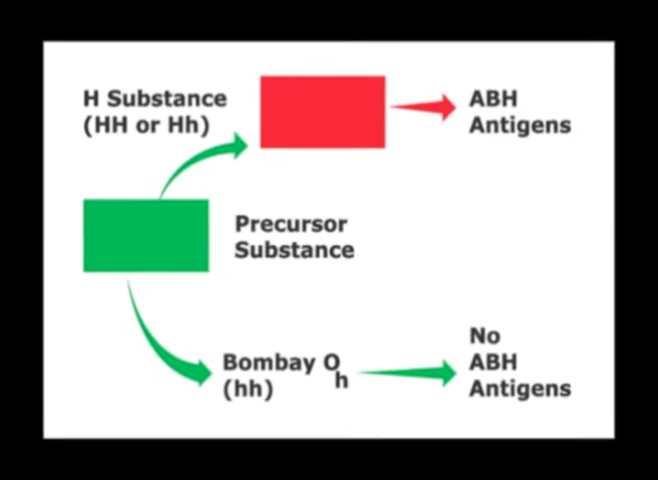 H Substance
(HH or Hh)
ABH
Antigens
Precursor
Substance
Bombay Oh
(hh)
No
ABH
Antigens